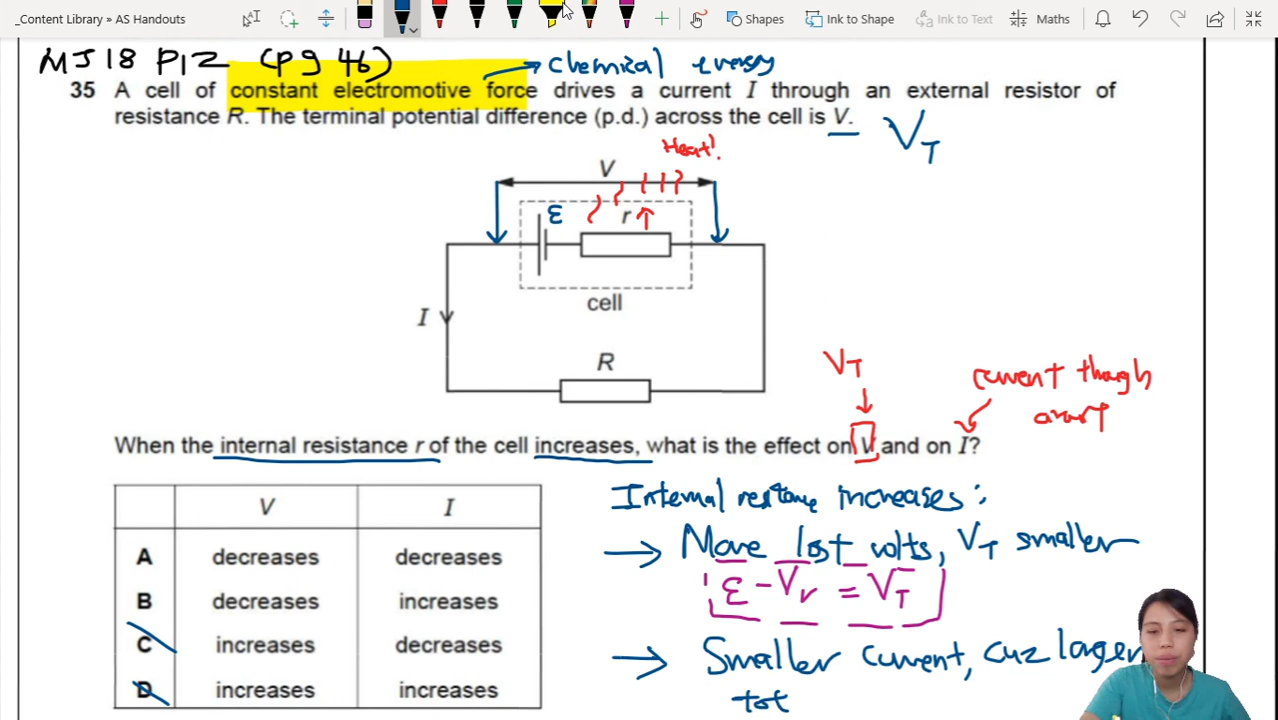 _Content Library » AS Handouts
Shapes
Ink to Shape
Ink to Text
Maths
MJ18 P12 (pg 46)
→ chemical energy
35 A cell of constant electromotive force drives a current I through an external resistor of
resistance R. The terminal potential difference (p.d.) across the cell is V.
VT
Heat!
V
ε
r ↑
cell
I
R
VT
current though
When the internal resistance r of the cell increases, what is the effect on V and on I?
V I
A decreases decreases
B decreases increases
C increases decreases
D increases increases
Internal restane increases:
→ More lost volts, VT smaller
ε - Vr = VT
→ Smaller current, cuz larger
tot